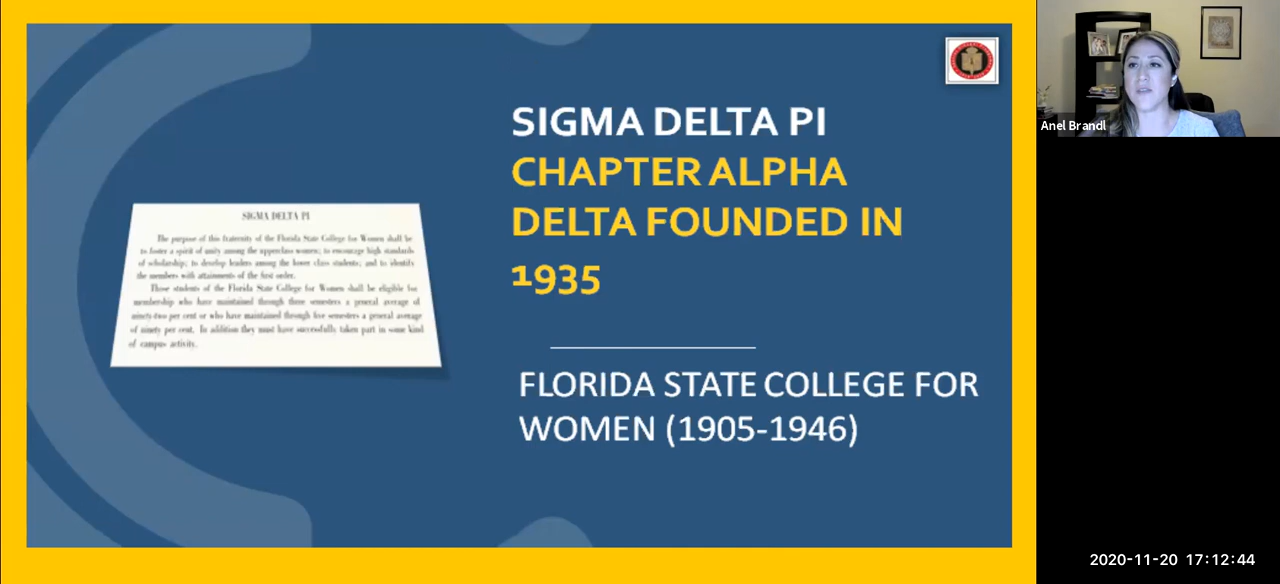 SIGMA DELTA PI
CHAPTER ALPHA
DELTA FOUNDED IN
1935
FLORIDA STATE COLLEGE FOR
WOMEN (1905-1946)
SIGMA DELTA PI
The purpose of this fraternity of the Florida State College for Women shall be
to foster a spirit of unity among the upperclass women; to encourage high standards
of scholarship; to develop leaders among the lower class students; and to identify
the members with attainments of the first order.
Those students of the Florida State College for Women shall be eligible for
membership who have maintained through three semesters a general average of
ninety-two per cent or who have maintained through five semesters a general average
of ninety per cent. In addition they must have successfully taken part in some kind
of campus activity.
Anel Brandl
2020-11-20 17:12:44